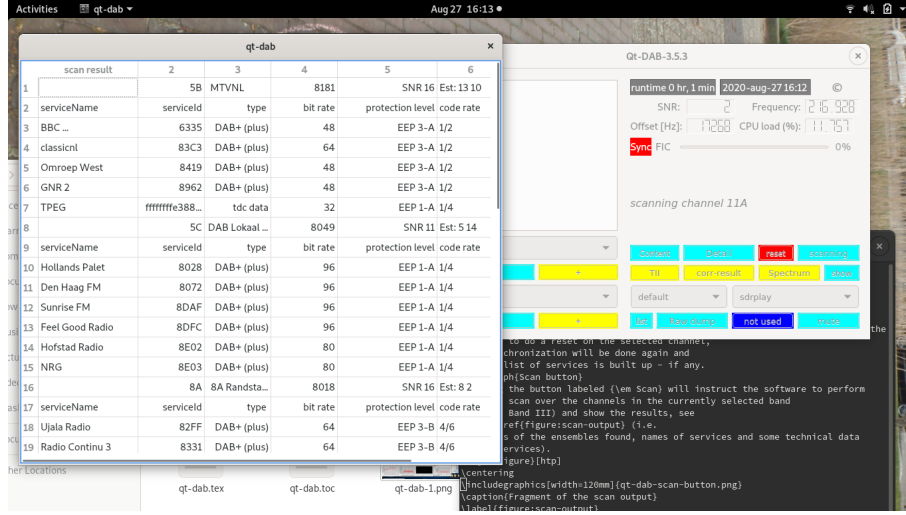 Activities qt-dab Aug 27 16:13
qt-dab
scan result 2 3 4 5 6
1 5B MTVNL 8181 SNR 16 Est: 13 10
2 serviceName serviceId type bit rate protection level code rate
3 BBC ... 6335 DAB+ (plus) 48 EEP 3-A 1/2
4 classicnl 83C3 DAB+ (plus) 64 EEP 3-A 1/2
5 Omroep West 8419 DAB+ (plus) 48 EEP 3-A 1/2
6 GNR 2 8962 DAB+ (plus) 48 EEP 3-A 1/2
7 TPEG ffffffffe388... tdc data 32 EEP 1-A 1/4
8 5C DAB Lokaal ... 8049 SNR 11 Est: 5 14
9 serviceName serviceId type bit rate protection level code rate
10 Hollands Palet 8028 DAB+ (plus) 96 EEP 1-A 1/4
11 Den Haag FM 8072 DAB+ (plus) 96 EEP 1-A 1/4
12 Sunrise FM 8DAF DAB+ (plus) 96 EEP 1-A 1/4
13 Feel Good Radio 8DFC DAB+ (plus) 96 EEP 1-A 1/4
14 Hofstad Radio 8E02 DAB+ (plus) 80 EEP 1-A 1/4
15 NRG 8E03 DAB+ (plus) 80 EEP 1-A 1/4
16 8A 8A Randsta... 8018 SNR 16 Est: 8 2
17 serviceName serviceId type bit rate protection level code rate
18 Ujala Radio 82FF DAB+ (plus) 64 EEP 3-B 4/6
19 Radio Continu 3 8331 DAB+ (plus) 64 EEP 3-B 4/6
Qt-DAB-3.5.3
runtime 0 hr, 1 min 2020-aug-27 16:12 ©
SNR: 2 Frequency: 216.928
Offset [Hz]: 17268 CPU load (%): 11.757
Sync FIC 0%
scanning channel 11A
Content Detail reset scanning
+ TII corr-result Spectrum show
default sdrplay
+ list Raw dump not used mute
the
to do a reset on the selected channel,
chronization will be done again and
list of services is built up - if any.
ph{Scan button}
the button labeled {\em Scan} will instruct the software to perform
scan over the channels in the currently selected band
Band III) and show the results, see
ref{figure:scan-output} (i.e.
s of the ensembles found, names of services and some technical data
ervices).
igure}[htp]
\centering
\includegraphics[width=120mm]{qt-dab-scan-button.png}
\caption{Fragment of the scan output}
\label{figure:scan-output}
her Locations
qt-dab.tex qt-dab.toc qt-dab-1.png